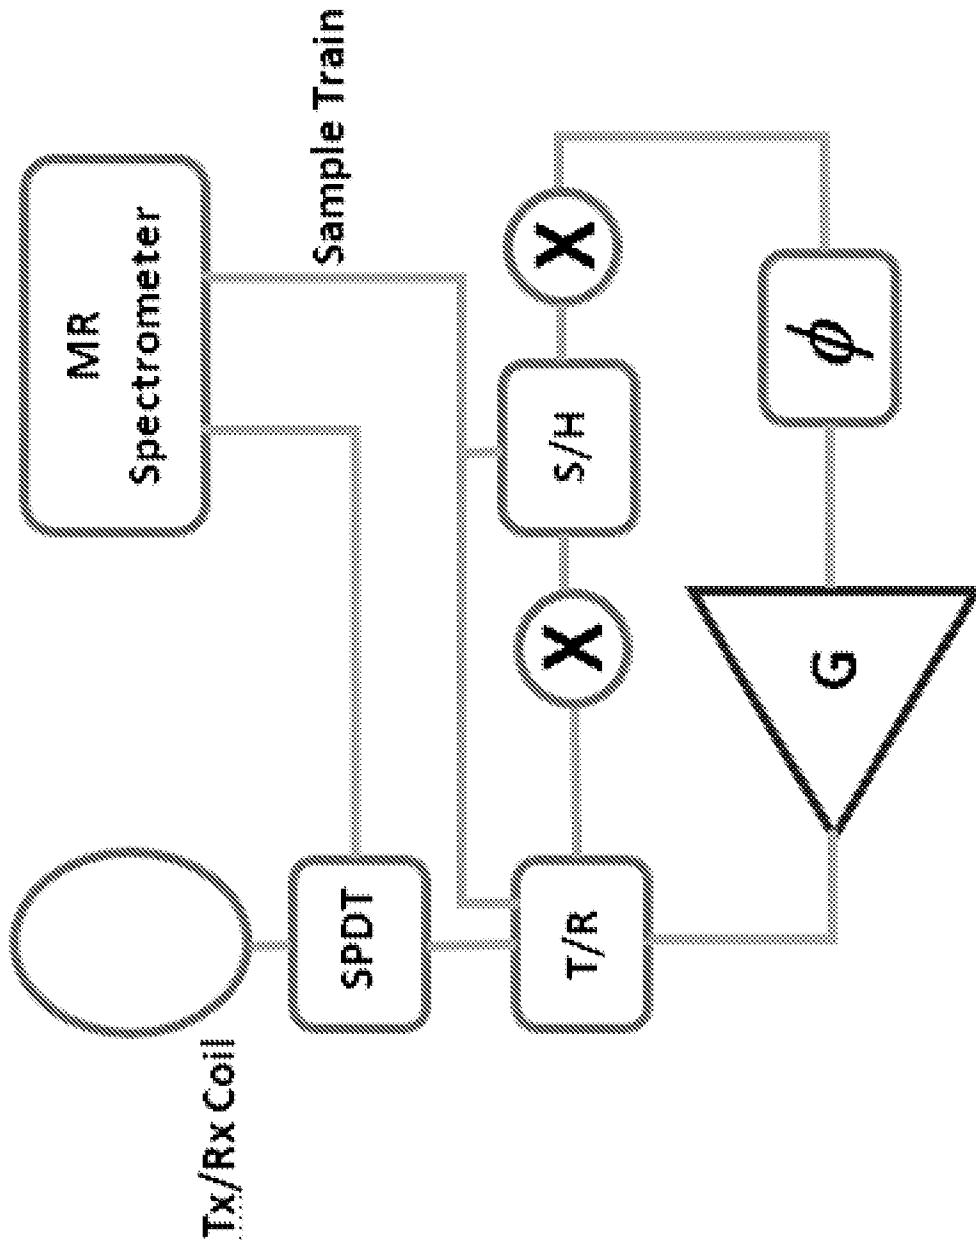 Tx/Rx Coil
MR
Spectrometer
Sample Train
SPDT
T/R
X
S/H
X
G
ϕ